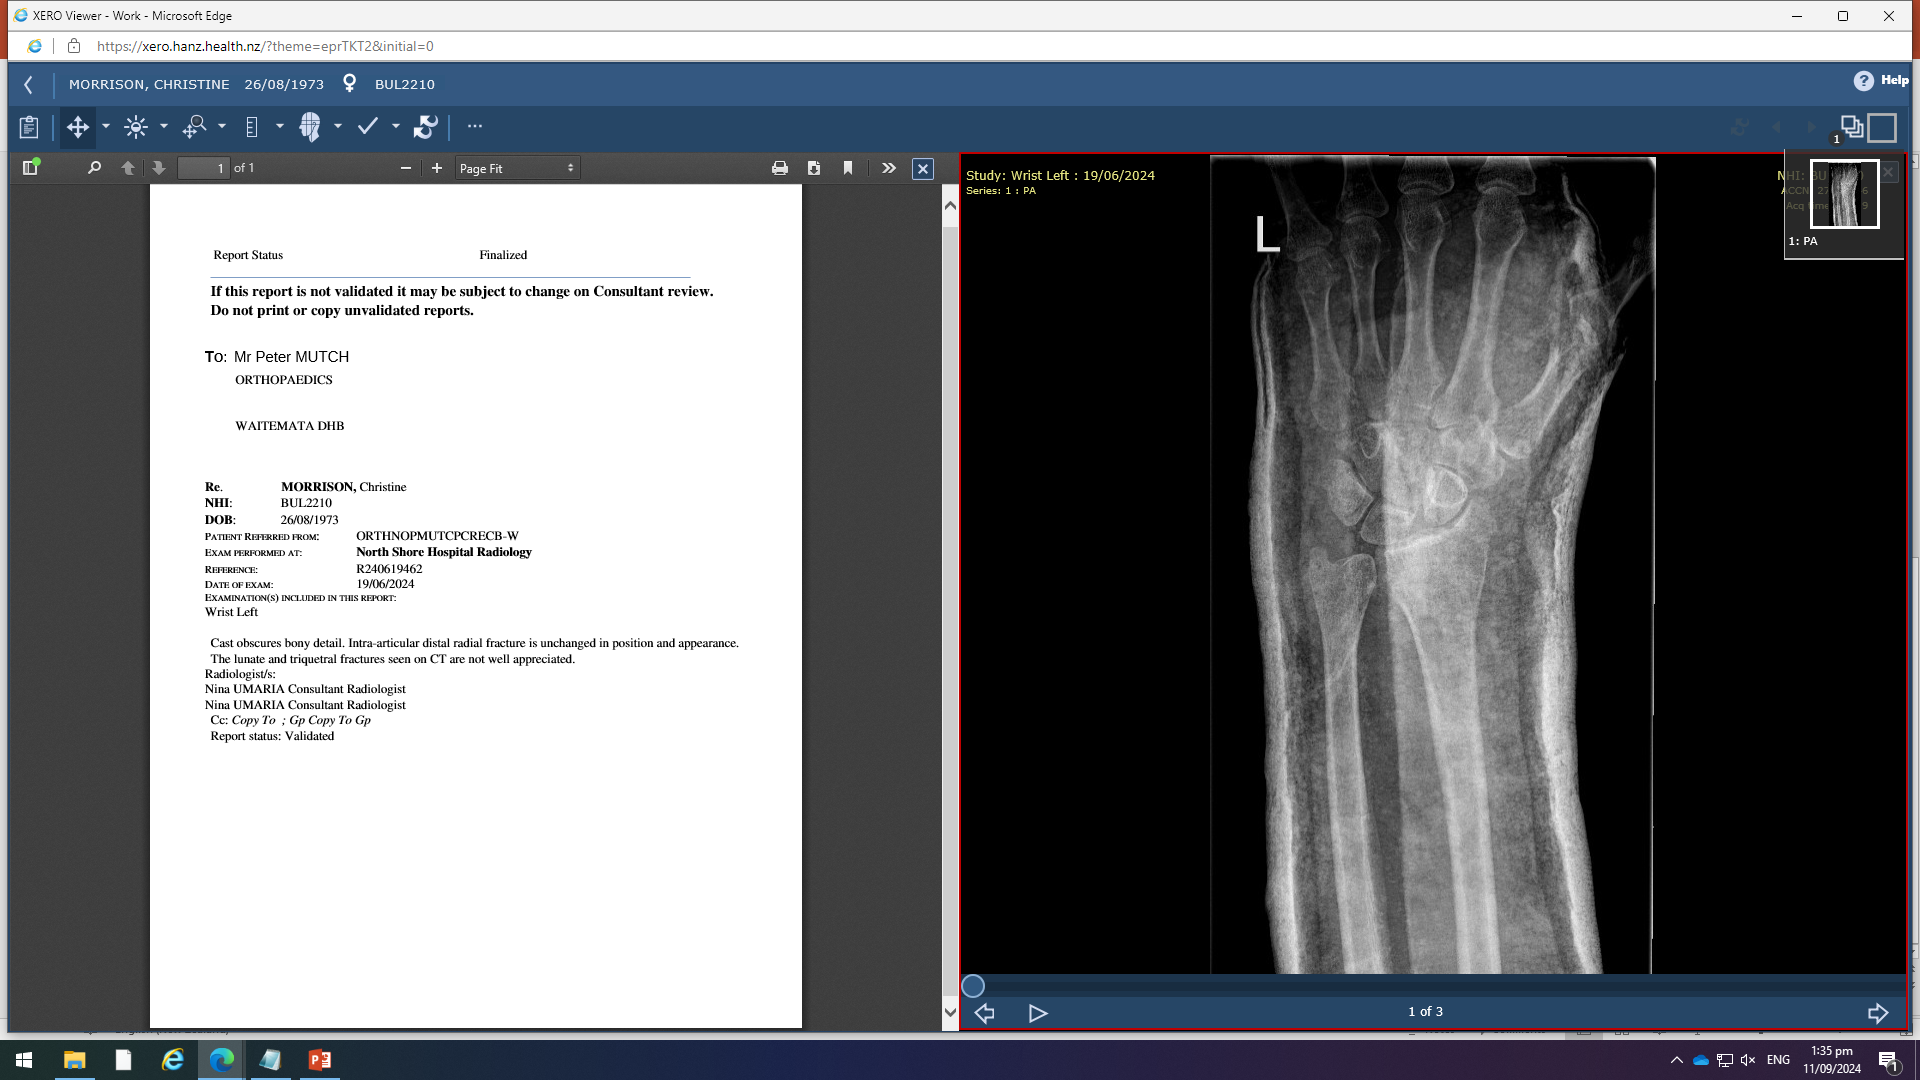 XERO Viewer - Work - Microsoft Edge
https://xero.hanz.health.nz/?theme=eprTKT2&initial=0
MORRISON, CHRISTINE 26/08/1973 BUL2210
Help
1
1 of 1
Page Fit
Report Status Finalized
If this report is not validated it may be subject to change on Consultant review.
Do not print or copy unvalidated reports.
To: Mr Peter MUTCH
ORTHOPAEDICS
WAITEMATA DHB
Re. MORRISON, Christine
NHI: BUL2210
DOB: 26/08/1973
PATIENT REFERRED FROM: ORTHNOPMUTCPCRECB-W
EXAM PERFORMED AT: North Shore Hospital Radiology
REFERENCE: R240619462
DATE OF EXAM: 19/06/2024
EXAMINATION(S) INCLUDED IN THIS REPORT:
Wrist Left
Cast obscures bony detail. Intra-articular distal radial fracture is unchanged in position and appearance.
The lunate and triquetral fractures seen on CT are not well appreciated.
Radiologist/s:
Nina UMARIA Consultant Radiologist
Nina UMARIA Consultant Radiologist
Cc: Copy To ; Gp Copy To Gp
Report status: Validated
Study: Wrist Left : 19/06/2024
Series: 1 : PA
L
1: PA
1 of 3
ENG
1:35 pm
11/09/2024
1